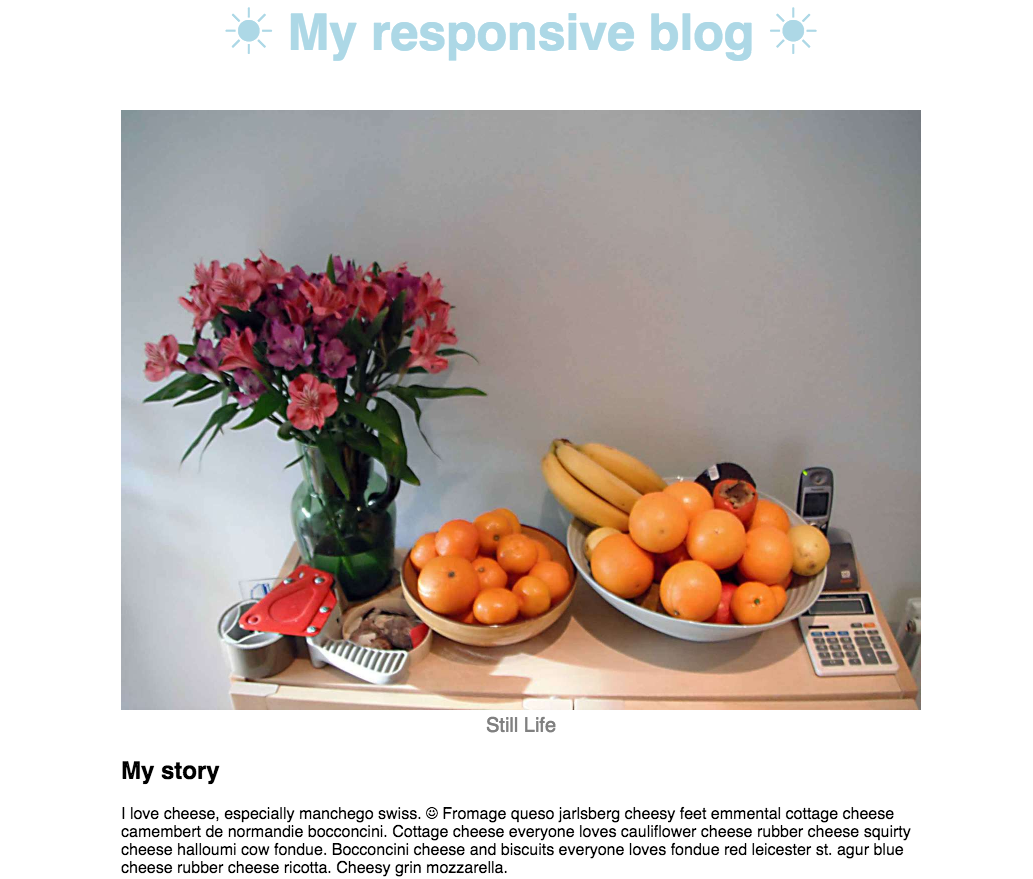 ☀ My responsive blog ☀
Still Life
My story
I love cheese, especially manchego swiss. ☺ Fromage queso jarlsberg cheesy feet emmental cottage cheese
camembert de normandie bocconcini. Cottage cheese everyone loves cauliflower cheese rubber cheese squirty
cheese halloumi cow fondue. Bocconcini cheese and biscuits everyone loves fondue red leicester st. agur blue
cheese rubber cheese ricotta. Cheesy grin mozzarella.